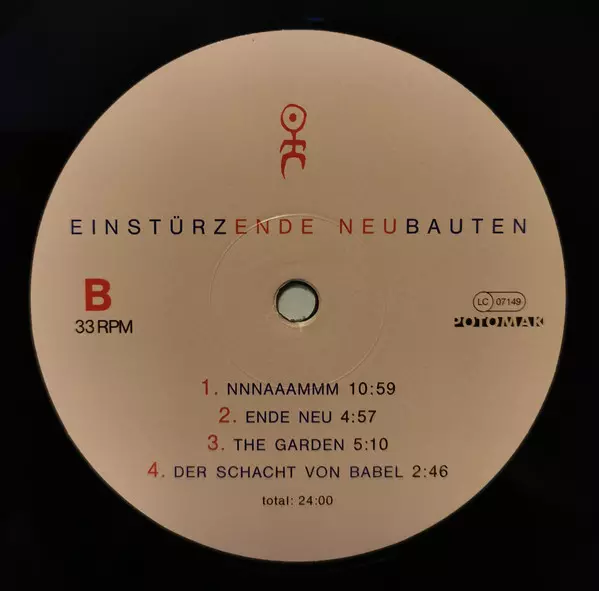 EINSTÜRZENDE NEUBAUTEN
B
33 RPM
LC 07149
POTOMAK
1. NNNAAAMMM 10:59
2. ENDE NEU 4:57
3. THE GARDEN 5:10
4. DER SCHACHT VON BABEL 2:46
total: 24:00